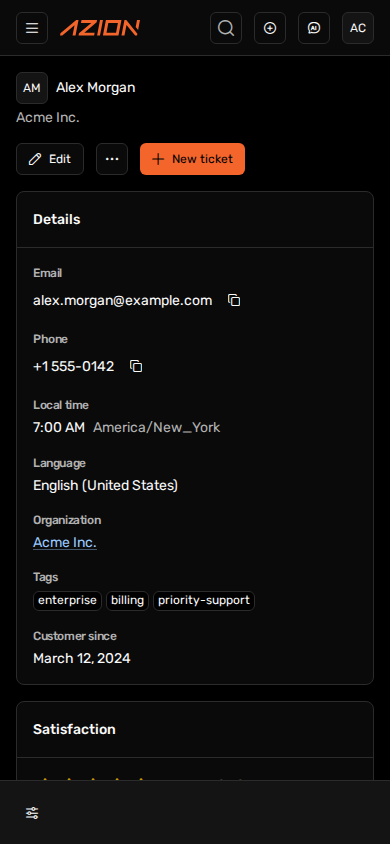 AZION
AI
AC
AM
Alex Morgan
Acme Inc.
Edit
New ticket
Details
Email
alex.morgan@example.com
Phone
+1 555-0142
Local time
7:00 AM America/New_York
Language
English (United States)
Organization
Acme Inc.
Tags
enterprise billing priority-support
Customer since
March 12, 2024
Satisfaction